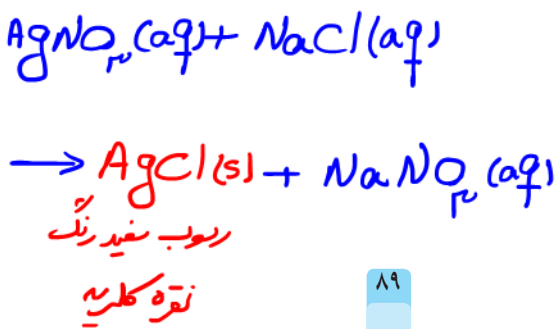 AgNO۳(aq) + NaCl(aq)
→ AgCl(s) + NaNO۳(aq)
رسوب سفید رنگ
نقره کلرید
۸۹